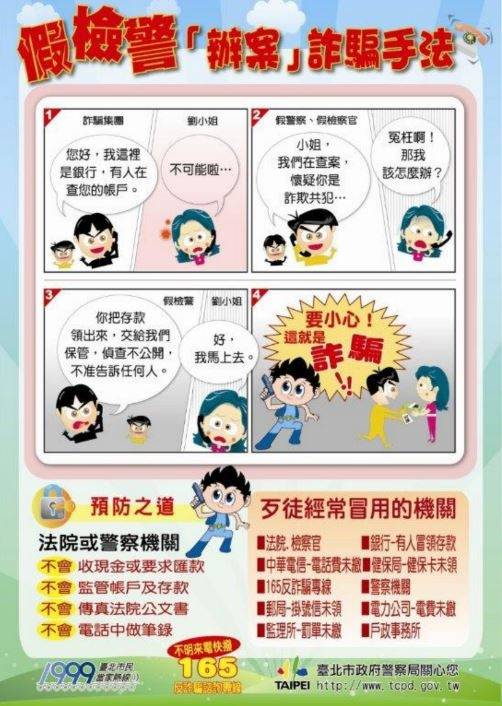 假檢警「辦案」詐騙手法
1
詐騙集團
劉小姐
您好，我這裡
是銀行，有人在
查您的帳戶。
不可能啦…
2
假警察、假檢察官
小姐，
我們在查案，
懷疑你是
詐欺共犯…
冤枉啊！
那我
該怎麼辦？
3
假檢警
劉小姐
你把存款
領出來，交給我們
保管，偵查不公開，
不准告訴任何人。
好，
我馬上去。
4
要小心！
這就是
詐騙
!!
預防之道
法院或警察機關
不會 收現金或要求匯款
不會 監管帳戶及存款
不會 傳真法院公文書
不會 電話中做筆錄
歹徒經常冒用的機關
■法院.檢察官
■銀行-有人冒領存款
■中華電信-電話費未繳
■健保局-健保卡未領
■165反詐騙專線
■警察機關
■郵局-掛號信未領
■電力公司-電費未繳
■監理所-罰單未繳
■戶政事務所
1999 臺北市民
當家熱線
不明來電快撥
165
反詐騙諮詢專線
TAIPEI
臺北市政府警察局關心您
http://www.tcpd.gov.tw